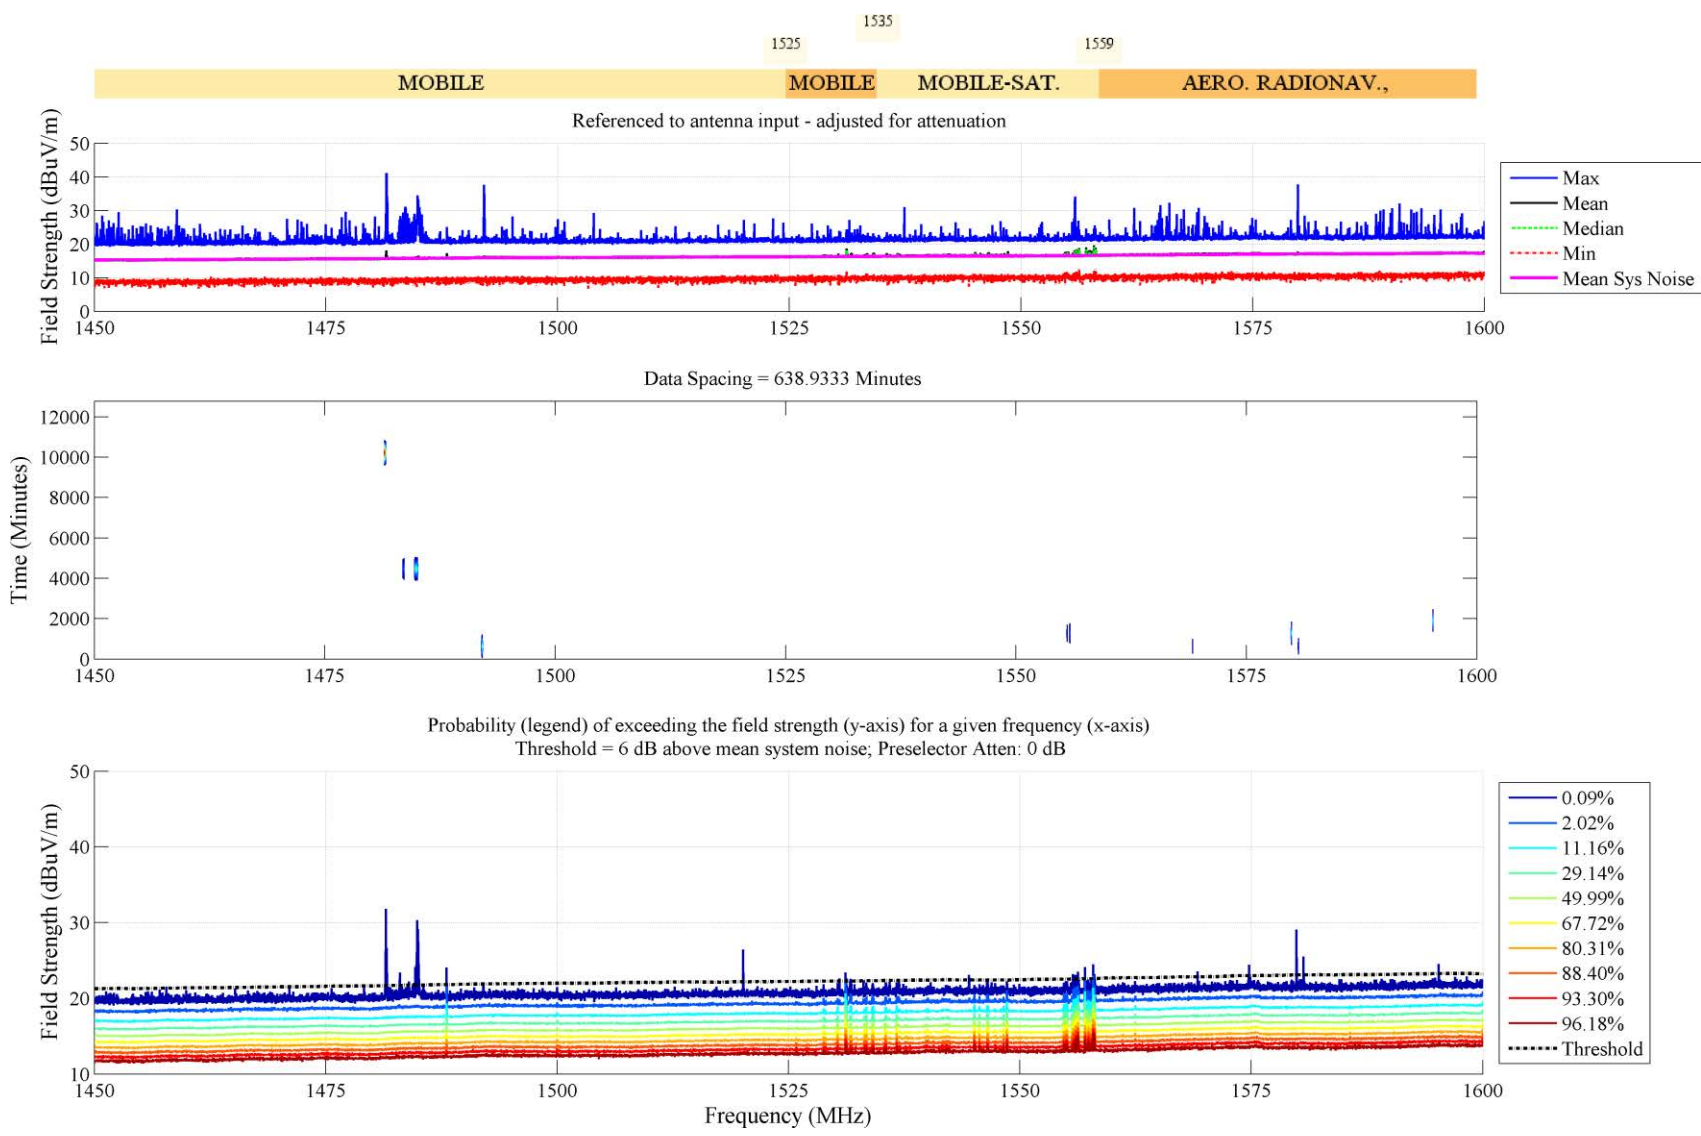 1535
1525
1559
MOBILE
MOBILE
MOBILE-SAT.
AERO. RADIONAV.,
Referenced to antenna input - adjusted for attenuation
Field Strength (dBuV/m)
50
40
30
20
10
0
1450
1475
1500
1525
1550
1575
1600
Max
Mean
Median
Min
Mean Sys Noise
Data Spacing = 638.9333 Minutes
Time (Minutes)
12000
10000
8000
6000
4000
2000
0
1450
1475
1500
1525
1550
1575
1600
Probability (legend) of exceeding the field strength (y-axis) for a given frequency (x-axis)
Threshold = 6 dB above mean system noise; Preselector Atten: 0 dB
Field Strength (dBuV/m)
50
40
30
20
10
1450
1475
1500
1525
1550
1575
1600
Frequency (MHz)
0.09%
2.02%
11.16%
29.14%
49.99%
67.72%
80.31%
88.40%
93.30%
96.18%
Threshold